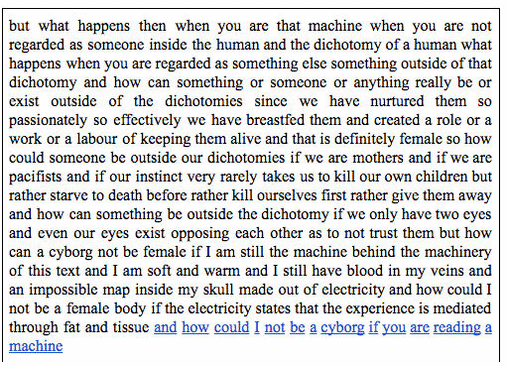 but what happens then when you are that machine when you are not
regarded as someone inside the human and the dichotomy of a human what
happens when you are regarded as something else something outside of that
dichotomy and how can something or someone or anything really be or
exist outside of the dichotomies since we have nurtured them so
passionately so effectively we have breastfed them and created a role or a
work or a labour of keeping them alive and that is definitely female so how
could someone be outside our dichotomies if we are mothers and if we are
pacifists and if our instinct very rarely takes us to kill our own children but
rather starve to death before rather kill ourselves first rather give them away
and how can something be outside the dichotomy if we only have two eyes
and even our eyes exist opposing each other as to not trust them but how
can a cyborg not be female if I am still the machine behind the machinery
of this text and I am soft and warm and I still have blood in my veins and
an impossible map inside my skull made out of electricity and how could I
not be a female body if the electricity states that the experience is mediated
through fat and tissue and how could I not be a cyborg if you are reading a
machine